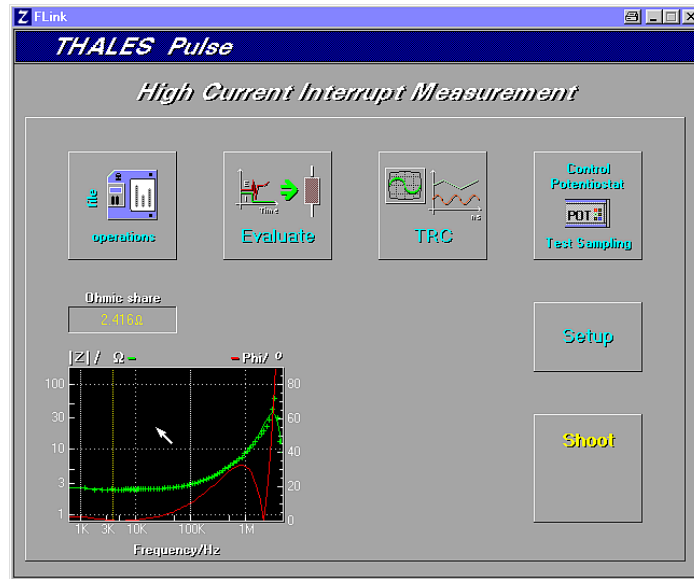 FLink
THALES Pulse
High Current Interrupt Measurement
file
operations
Time
Evaluate
ns
TRC
Control
Potentiostat
POT
Test Sampling
Ohmic share
2.416Ω
Setup
|Z| / Ω
Phi/ °
100
30
10
3
1
80
60
40
20
0
1K 3K 10K 100K 1M
Frequency/Hz
Shoot